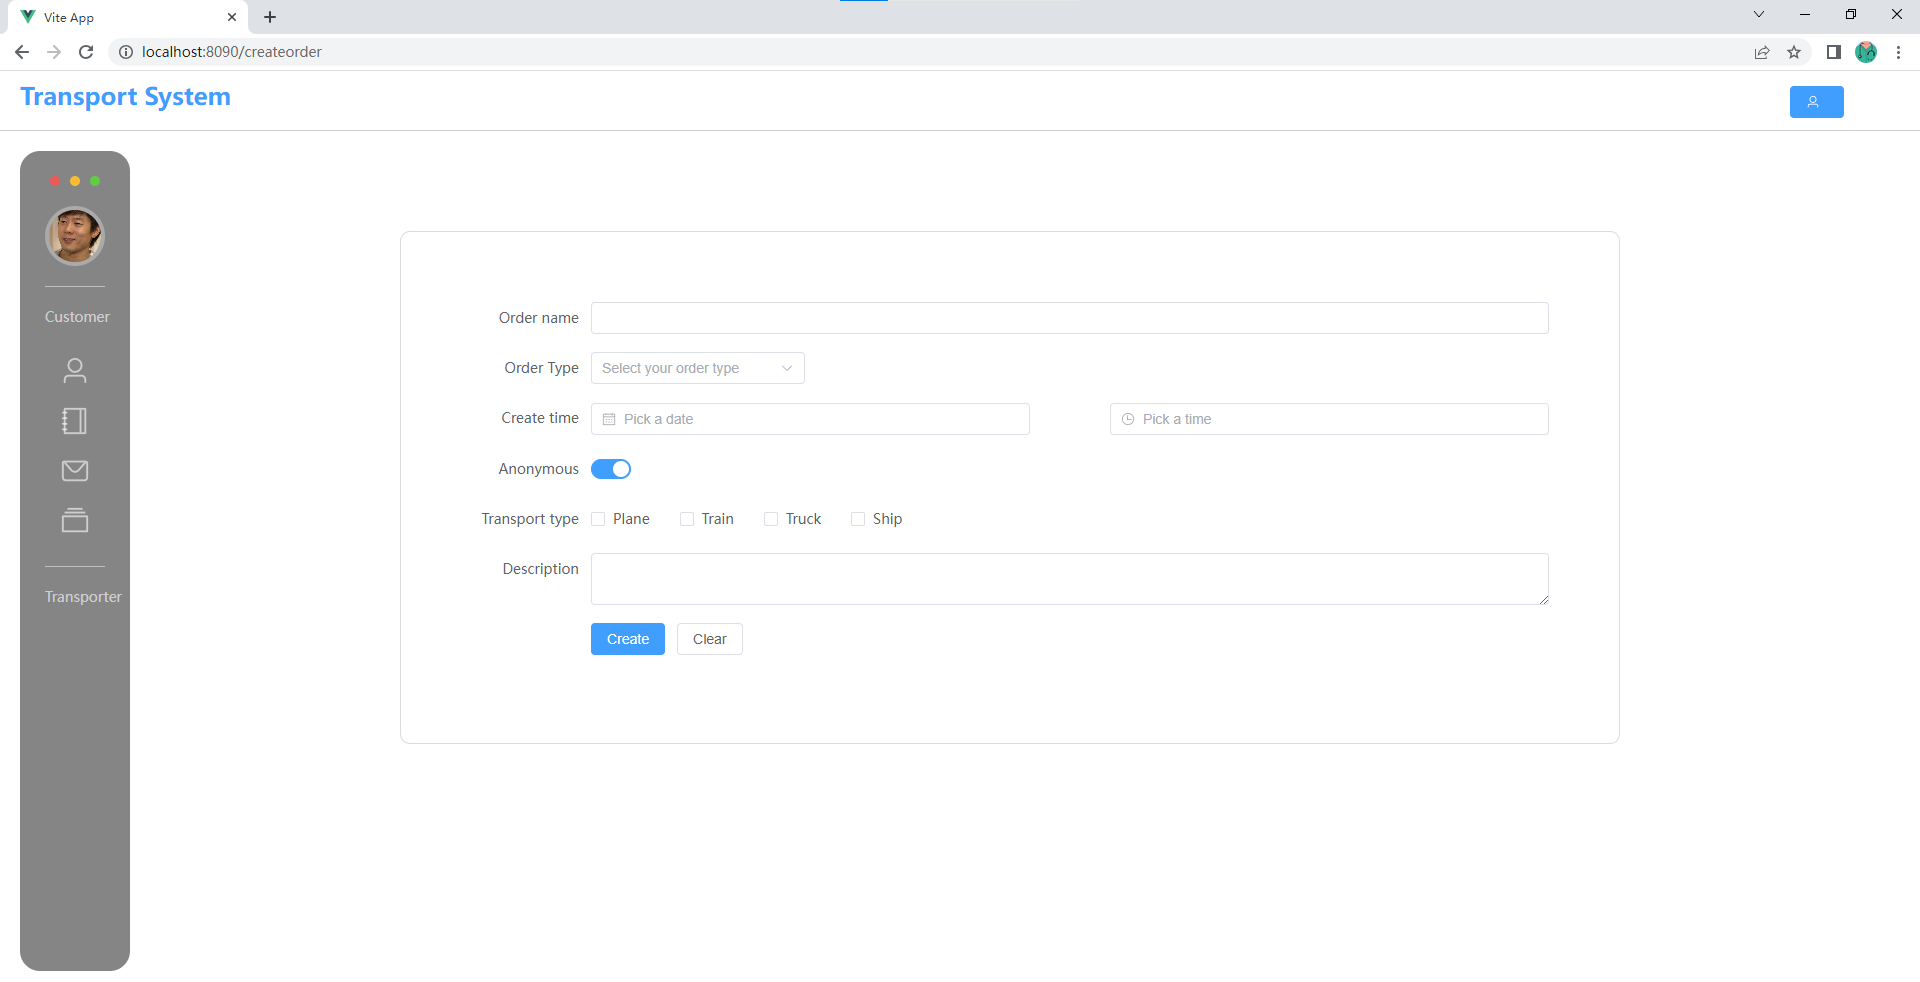 Vite App
localhost:8090/createorder
Transport System
Customer
Transporter
Order name
Order Type Select your order type
Create time Pick a date Pick a time
Anonymous
Transport type Plane Train Truck Ship
Description
Create Clear